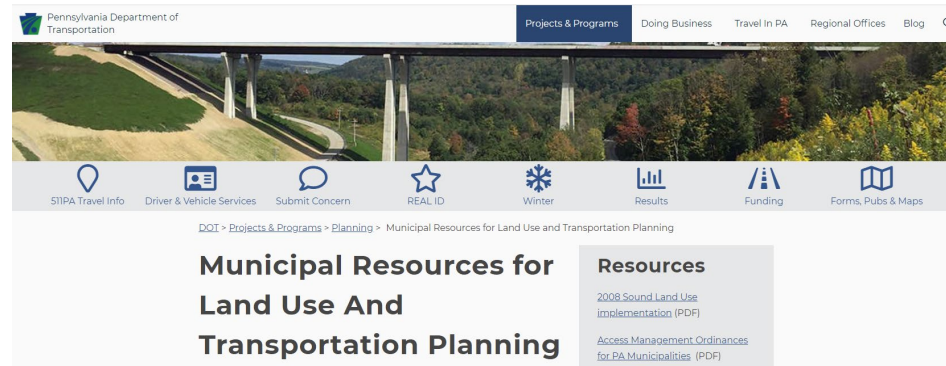 Pennsylvania Department of
Transportation
Projects & Programs
Doing Business
Travel In PA
Regional Offices
Blog
511PA Travel Info
Driver & Vehicle Services
Submit Concern
REAL ID
Winter
Results
Funding
Forms, Pubs & Maps
DOT > Projects & Programs > Planning > Municipal Resources for Land Use and Transportation Planning
Municipal Resources for
Land Use And
Transportation Planning
Resources
2008 Sound Land Use
implementation (PDF)
Access Management Ordinances
for PA Municipalities (PDF)